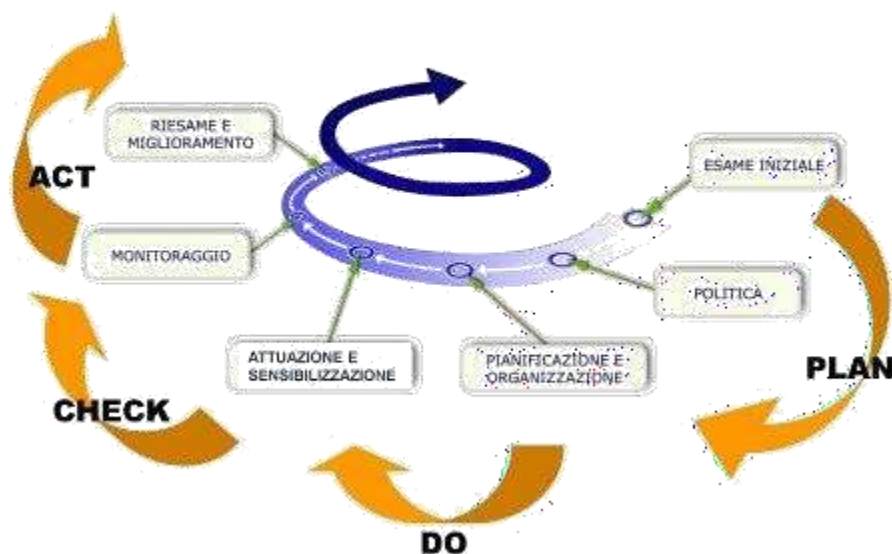 RIESAME E
MIGLIORAMENTO
ESAME INIZIALE
ACT
MONITORAGGIO
POLITICA
ATTUAZIONE E
SENSIBILIZZAZIONE
PIANIFICAZIONE E
ORGANIZZAZIONE
PLAN
CHECK
DO